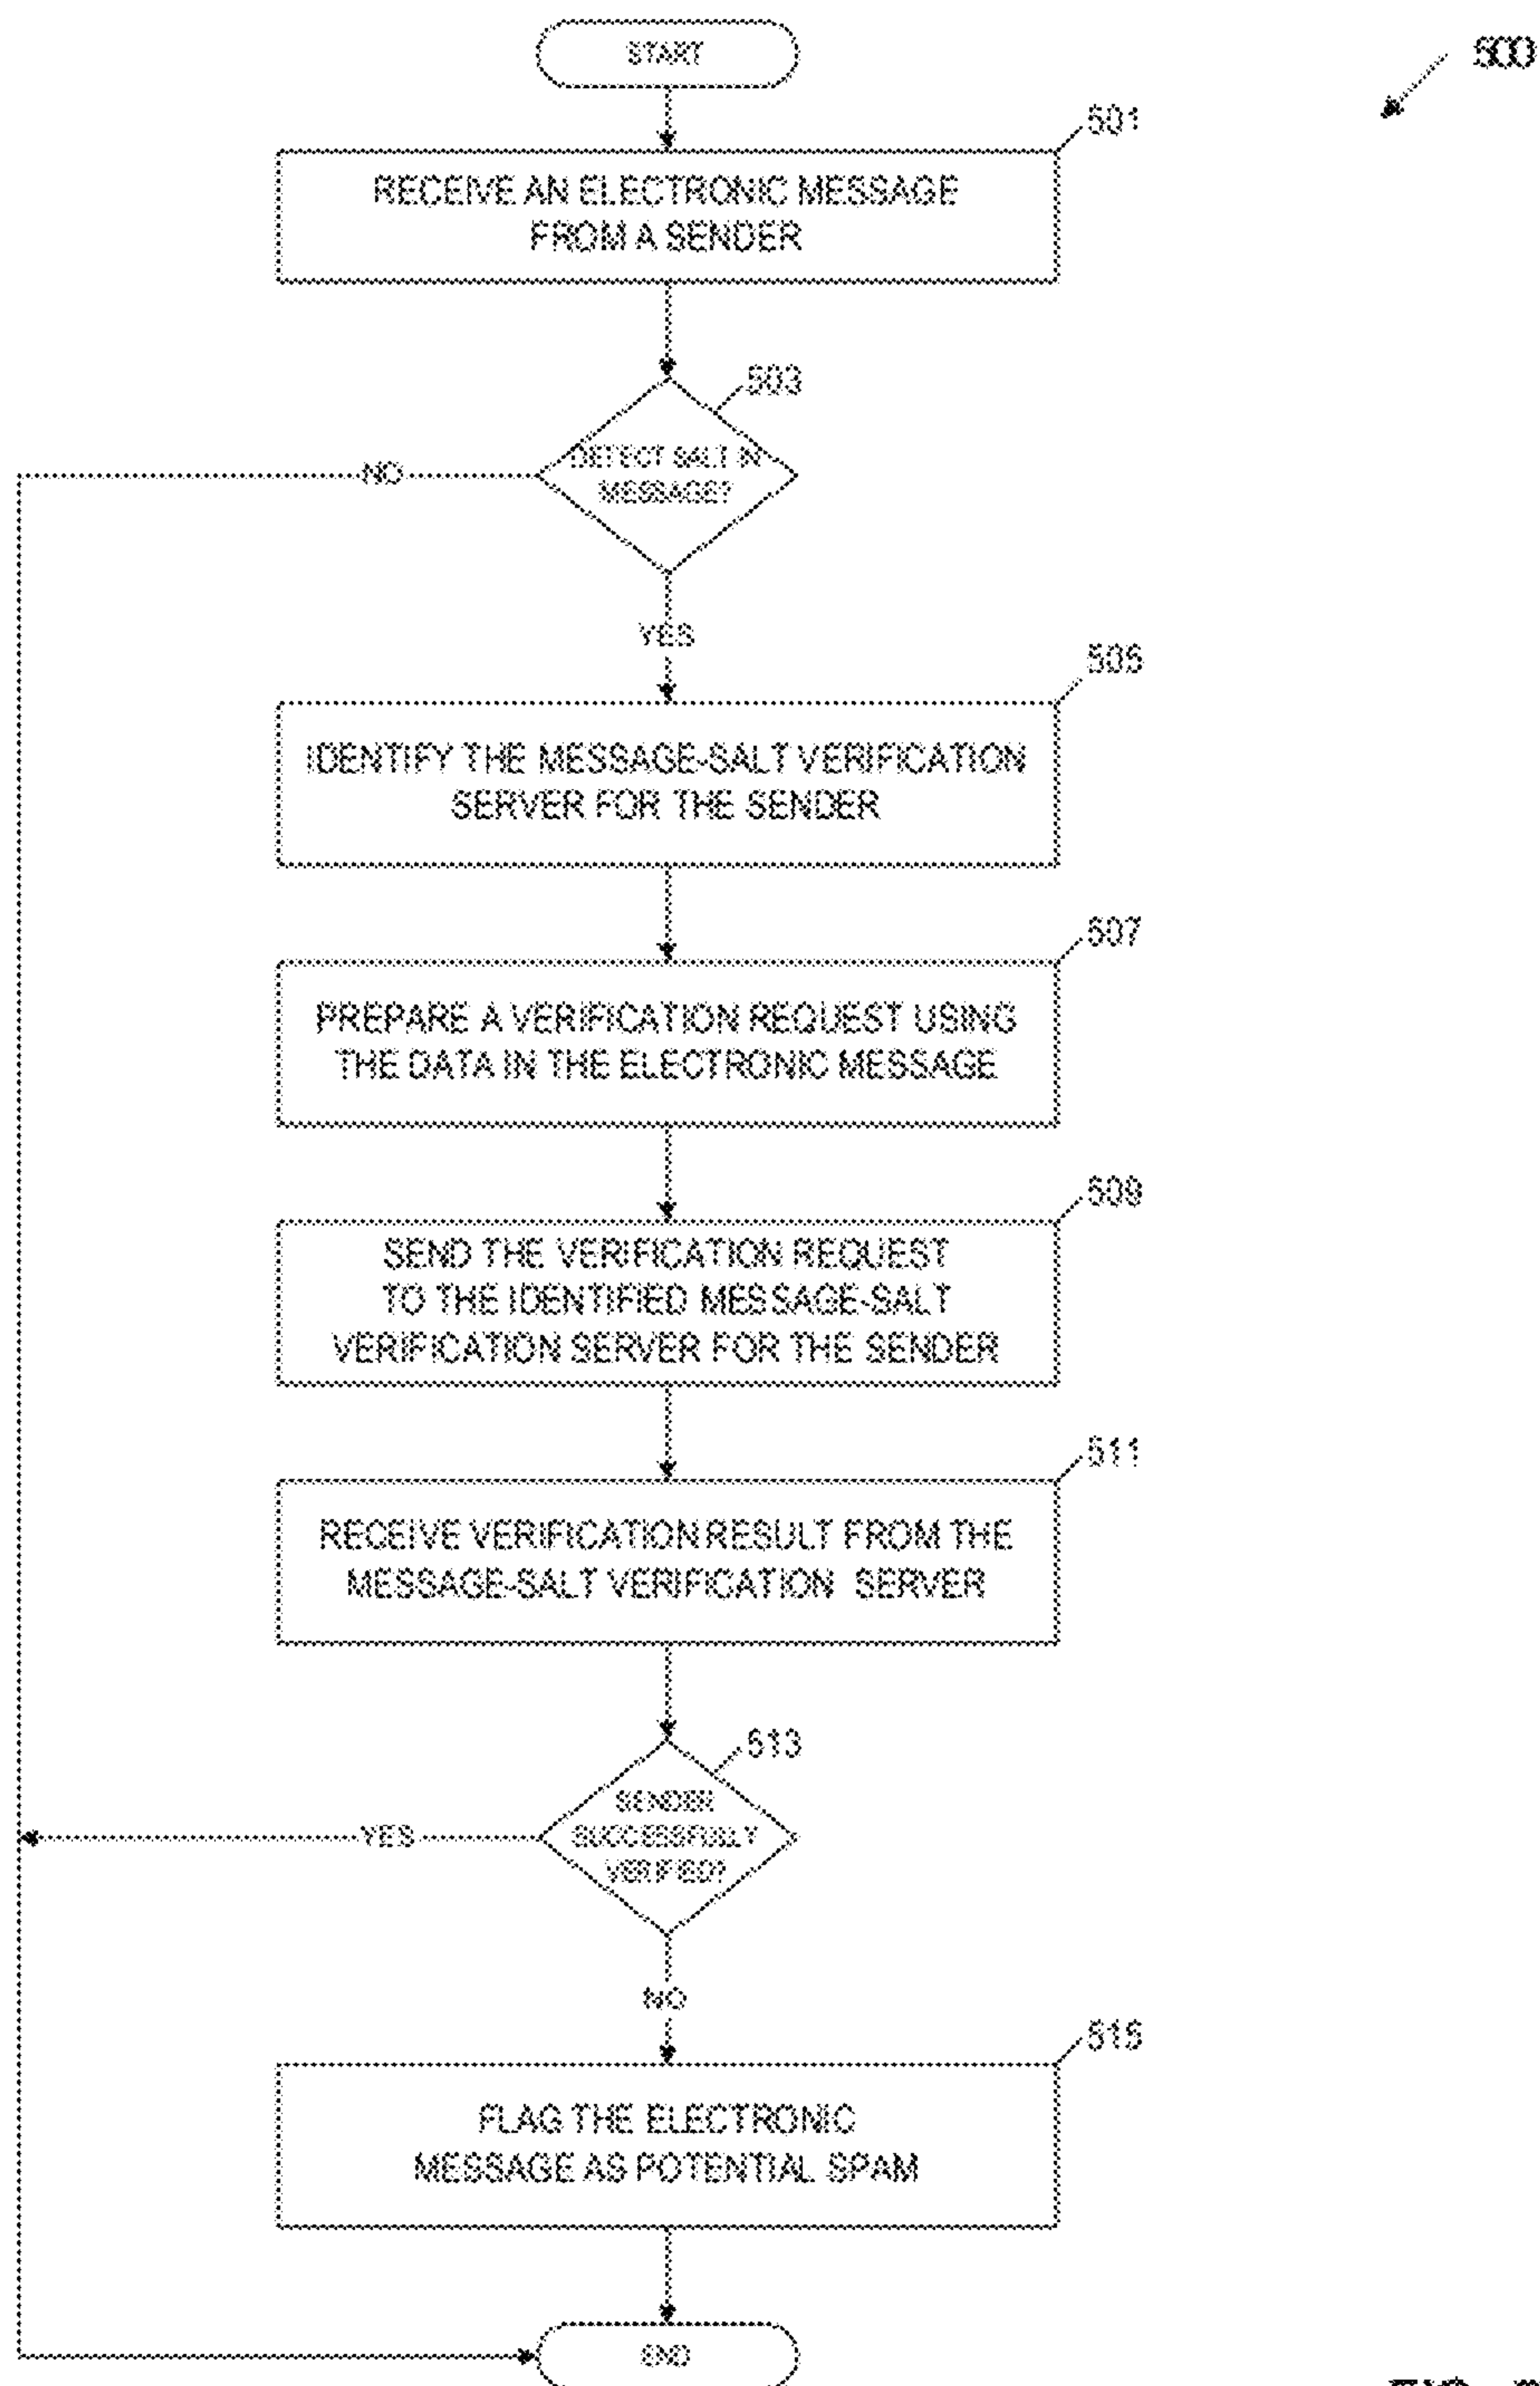 START
500
501
RECEIVE AN ELECTRONIC MESSAGE
FROM A SENDER
503
DETECT SALT IN
MESSAGE?
NO
YES
505
IDENTIFY THE MESSAGE-SALT VERIFICATION
SERVER FOR THE SENDER
507
PREPARE A VERIFICATION REQUEST USING
THE DATA IN THE ELECTRONIC MESSAGE
509
SEND THE VERIFICATION REQUEST
TO THE IDENTIFIED MESSAGE-SALT
VERIFICATION SERVER FOR THE SENDER
511
RECEIVE VERIFICATION RESULT FROM THE
MESSAGE-SALT VERIFICATION SERVER
513
SENDER
SUCCESSFULLY
VERIFIED?
YES
NO
515
FLAG THE ELECTRONIC
MESSAGE AS POTENTIAL SPAM
END